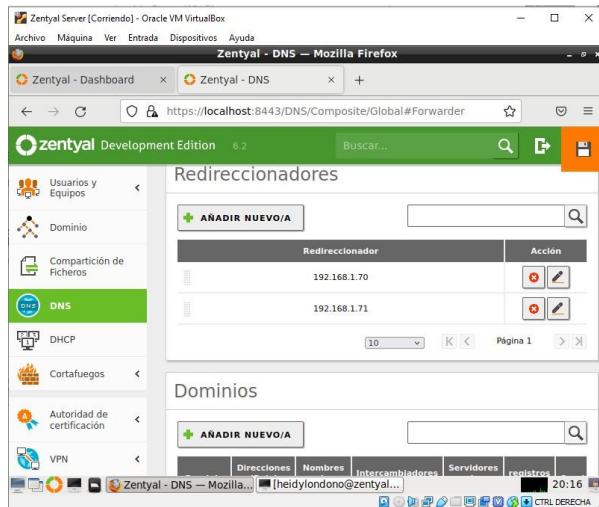 Zentyal Server [Corriendo] - Oracle VM VirtualBox
Archivo Máquina Ver Entrada Dispositivos Ayuda
Zentyal - DNS — Mozilla Firefox
Zentyal - Dashboard
Zentyal - DNS
https://localhost:8443/DNS/Composite/Global#Forwarder
zentyal Development Edition 6.2
Buscar...
Usuarios y
Equipos
Dominio
Compartición de
Ficheros
DNS
DNS
DHCP
Cortafuegos
Autoridad de
certificación
VPN
Redireccionadores
AÑADIR NUEVO/A
Redireccionador Acción
192.168.1.70
192.168.1.71
10
Página 1
Dominios
AÑADIR NUEVO/A
Direcciones Nombres Servidores
Intercambiadores registros
Zentyal - DNS — Mozilla...
[heidylondono@zentyal...
20:16
CTRL DERECHA